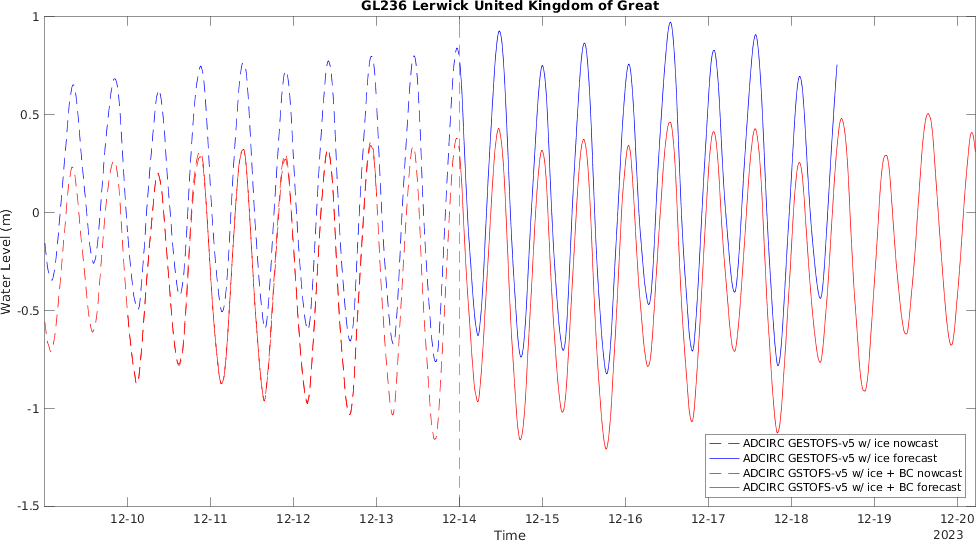 GL236 Lerwick United Kingdom of Great
1
0.5
0
-0.5
-1
-1.5
Water Level (m)
ADCIRC GESTOFS-v5 w/ ice nowcast
ADCIRC GESTOFS-v5 w/ ice forecast
ADCIRC GSTOFS-v5 w/ ice + BC nowcast
ADCIRC GSTOFS-v5 w/ ice + BC forecast
12-10 12-11 12-12 12-13 12-14 12-15 12-16 12-17 12-18 12-19 12-20
Time
2023